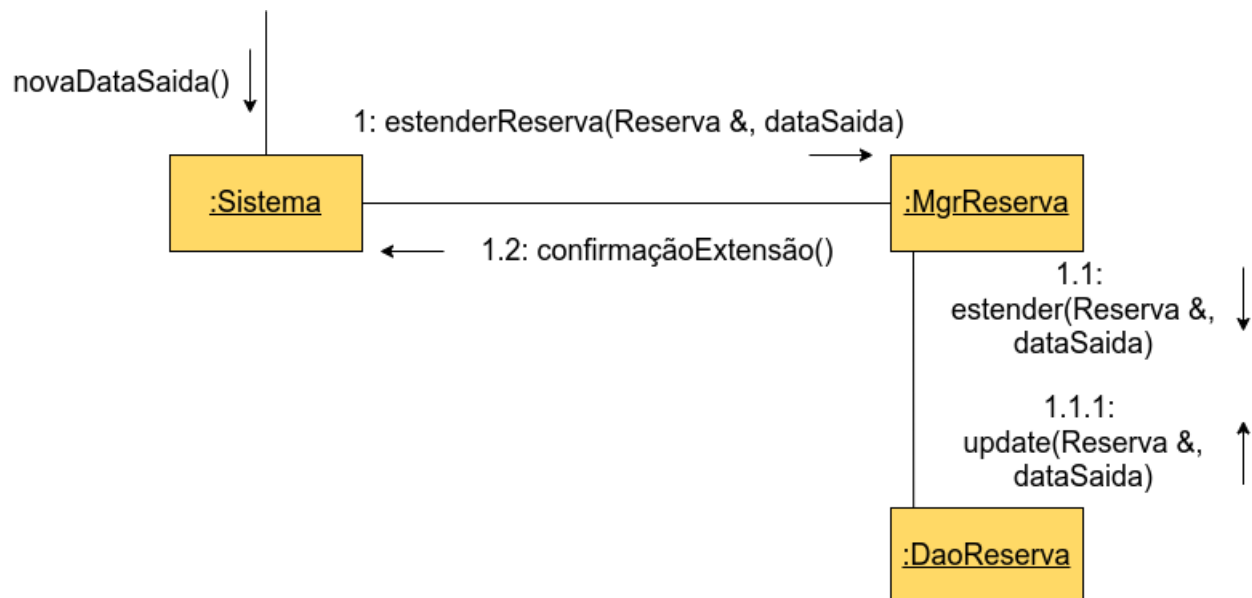 novaDataSaida()
1: estenderReserva(Reserva &, dataSaida)
:Sistema
:MgrReserva
1.2: confirmaçãoExtensão()
1.1:
estender(Reserva &,
dataSaida)
1.1.1:
update(Reserva &,
dataSaida)
:DaoReserva